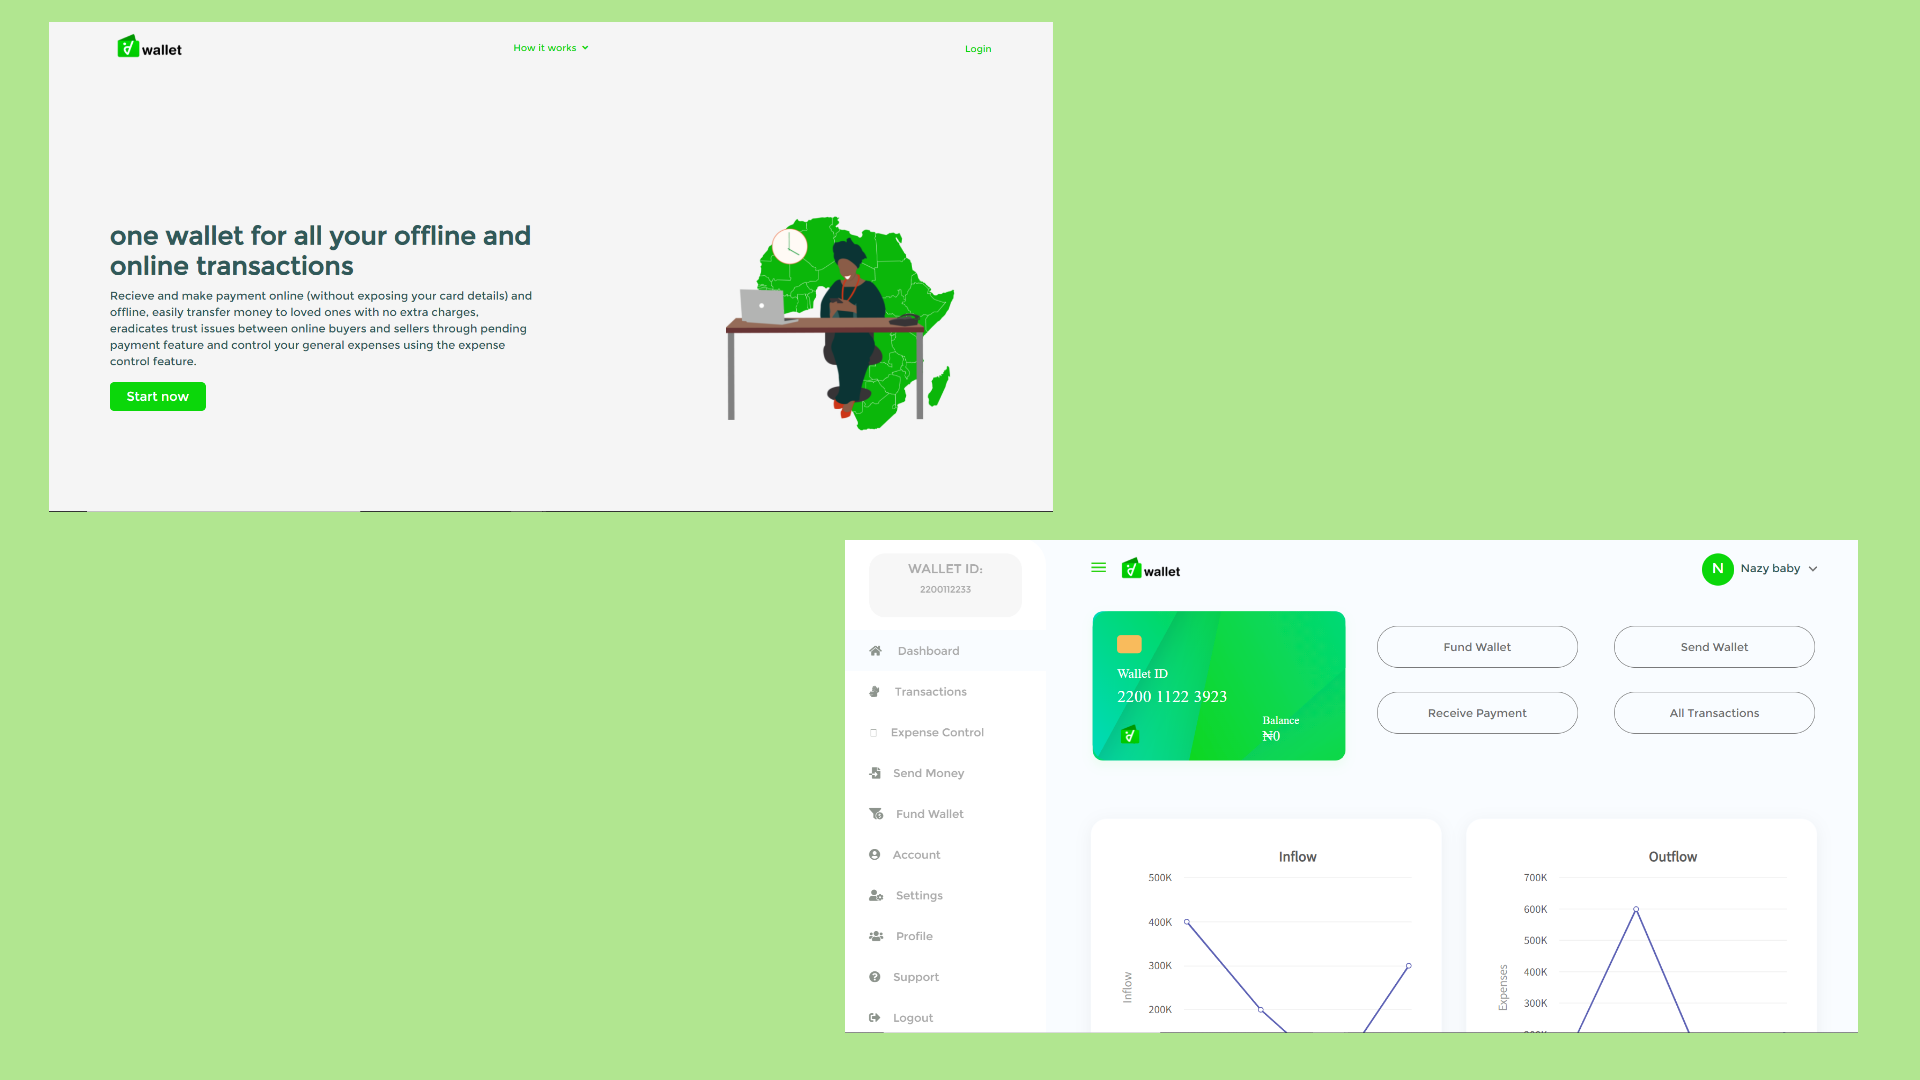 wallet
How it works
Login
one wallet for all your offline and
online transactions
Recieve and make payment online (without exposing your card details) and
offline, easily transfer money to loved ones with no extra charges,
eradicates trust issues between online buyers and sellers through pending
payment feature and control your general expenses using the expense
control feature.
Start now
WALLET ID:
2200112233
Dashboard
Transactions
Expense Control
Send Money
Fund Wallet
Account
Settings
Profile
Support
Logout
wallet
N Nazy baby
Wallet ID
2200 1122 3923
Balance
₦0
Fund Wallet
Send Wallet
Receive Payment
All Transactions
Inflow
500K
400K
300K
200K
Inflow
Outflow
700K
600K
500K
400K
300K
Expenses